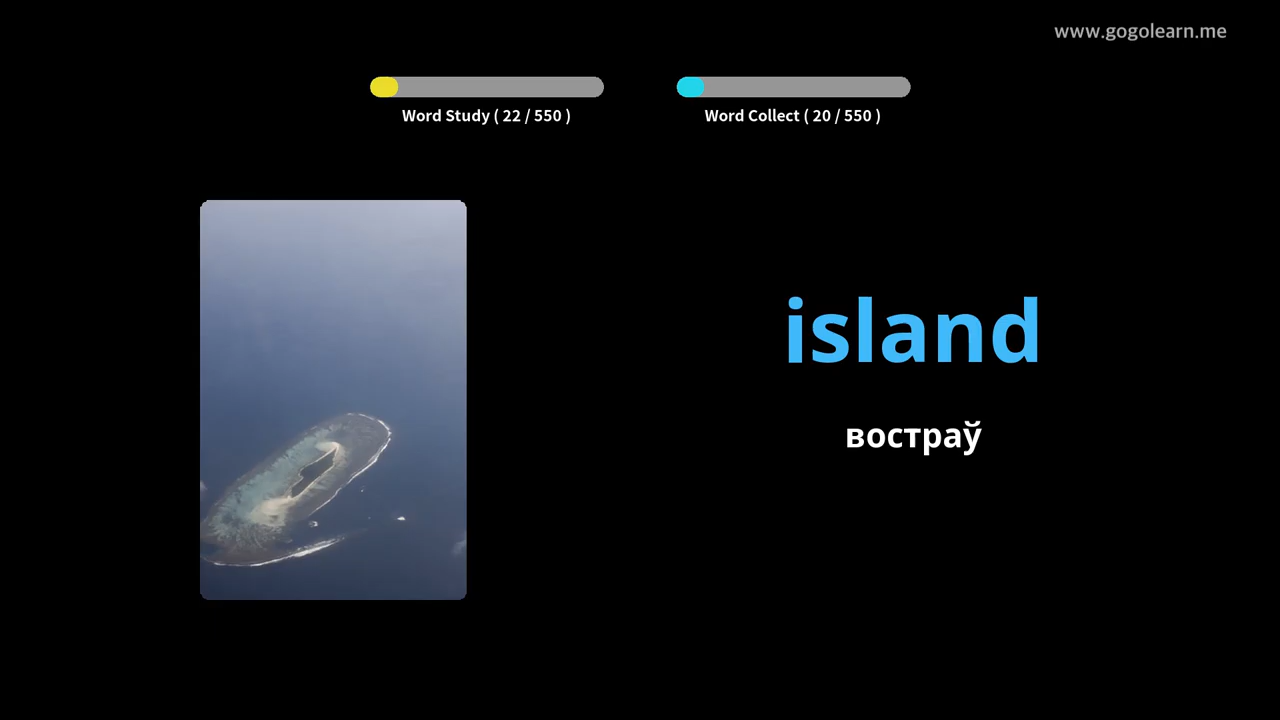 www.gogolearn.me
Word Study ( 22 / 550 )
Word Collect ( 20 / 550 )
island
востраў